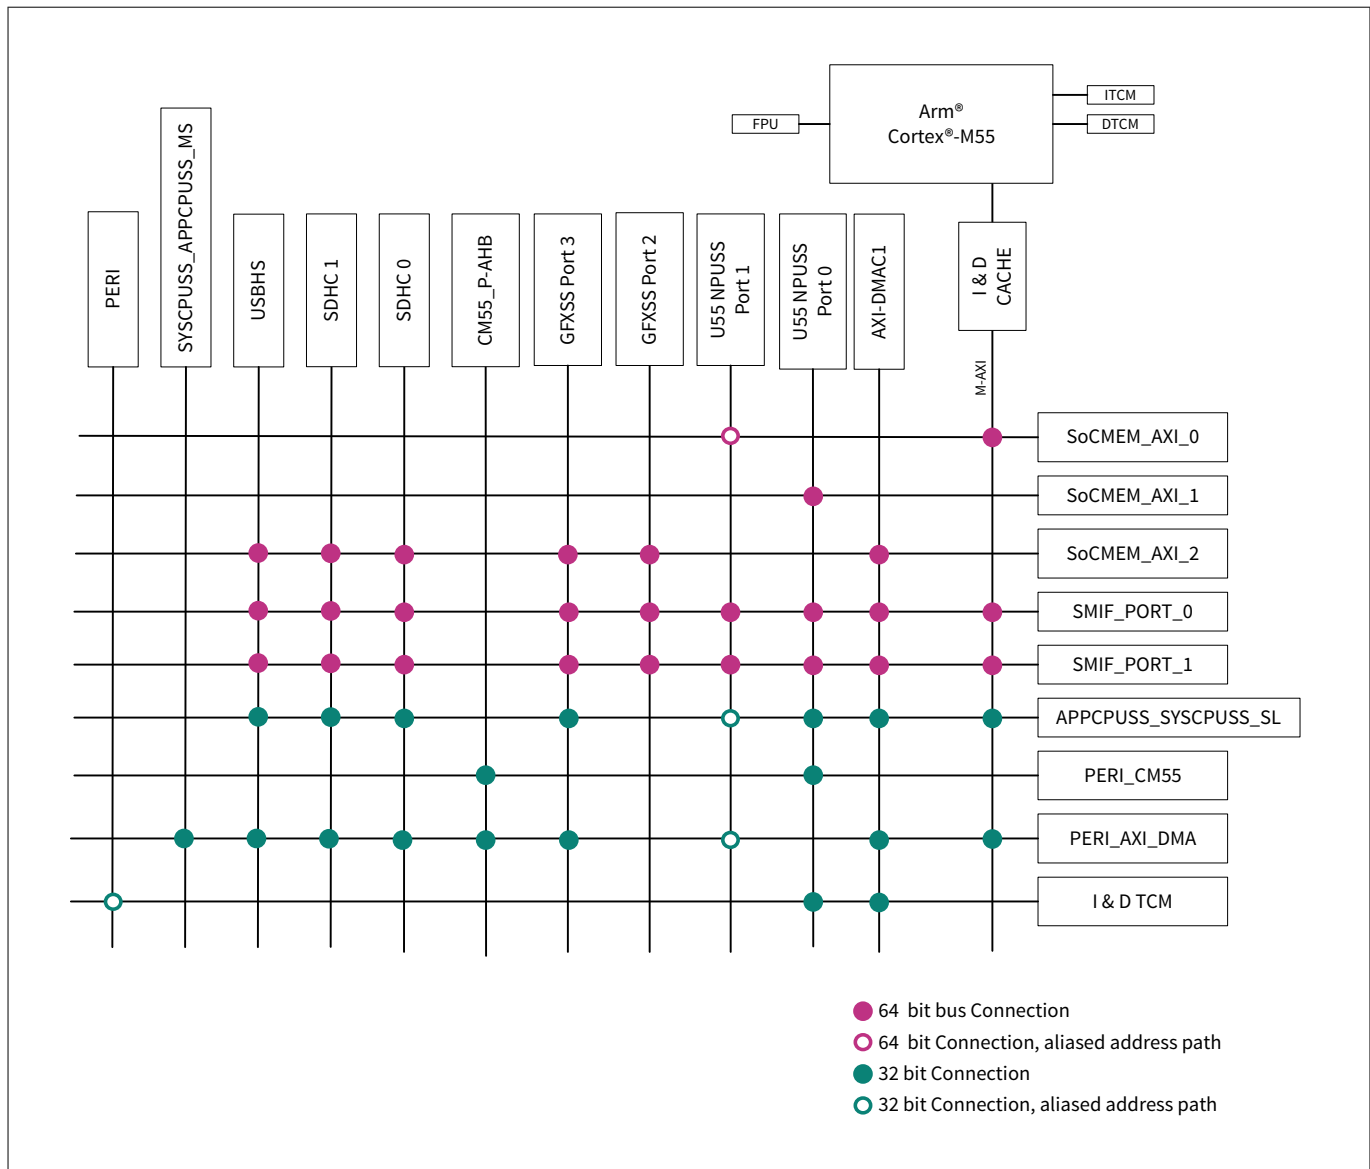 Arm®
Cortex®-M55
FPU
ITCM
DTCM
PERI
SYSCPUSS_APPCPUSS_MS
USBHS
SDHC 1
SDHC 0
CM55_P-AHB
GFXSS Port 3
GFXSS Port 2
U55 NPUSS
Port 1
U55 NPUSS
Port 0
AXI-DMAC1
I & D
CACHE
M-AXI
SoCMEM_AXI_0
SoCMEM_AXI_1
SoCMEM_AXI_2
SMIF_PORT_0
SMIF_PORT_1
APPCPUSS_SYSCPUSS_SL
PERI_CM55
PERI_AXI_DMA
I & D TCM
64 bit bus Connection
64 bit Connection, aliased address path
32 bit Connection
32 bit Connection, aliased address path